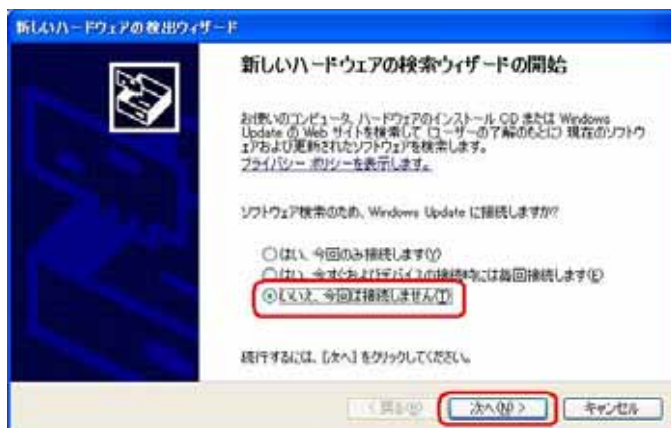 新しいハードウェアの検出ウィザード
新しいハードウェアの検索ウィザードの開始
お使いのコンピュータ、ハードウェアのインストール CD または Windows
Update の Web サイトを検索して (ユーザーの了解のもとに) 現在のソフトウ
ェアおよび更新されたソフトウェアを検索します。
プライバシー ポリシーを表示します。
ソフトウェア検索のため、Windows Update に接続しますか?
はい、今回のみ接続します(Y)
はい、今すぐおよびデバイスの接続時には毎回接続します(E)
いいえ、今回は接続しません(T)
続行するには、[次へ] をクリックしてください。
< 戻る(B) 次へ(N) > キャンセル